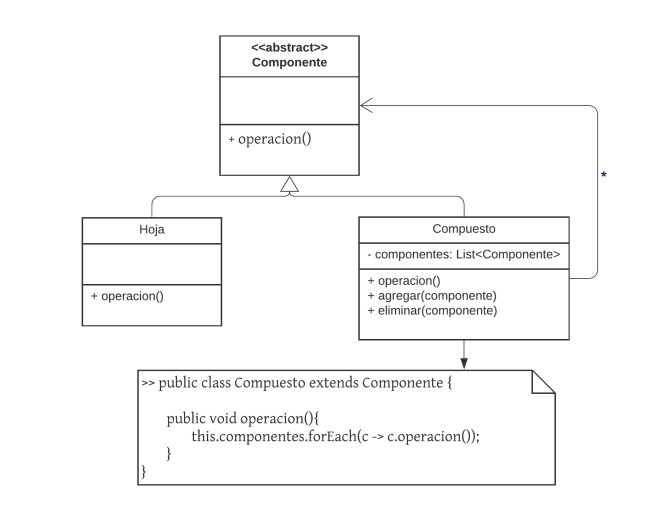 <<abstract>>
Componente
+ operacion()
*
Hoja
+ operacion()
Compuesto
- componentes: List<Componente>
+ operacion()
+ agregar(componente)
+ eliminar(componente)
>> public class Compuesto extends Componente {
public void operacion(){
this.componentes.forEach(c -> c.operacion());
}
}